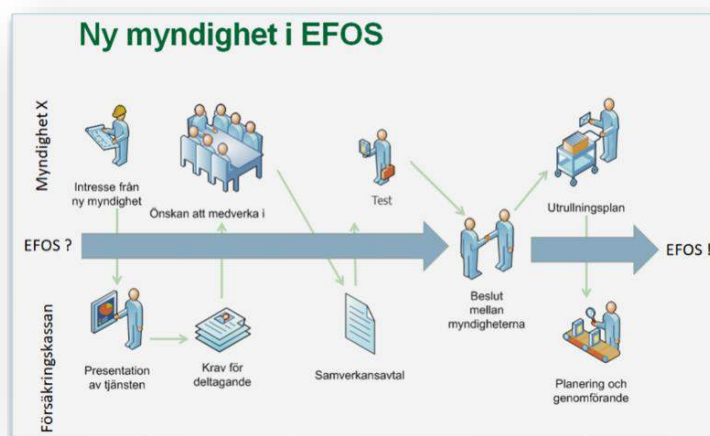 Ny myndighet i EFOS
Myndighet X
Intresse från
ny myndighet
Önskan att medverka i
Test
Utrullningsplan
EFOS ?
EFOS !
Beslut
mellan
myndigheterna
Försäkringskassan
Presentation
av tjänsten
Krav för
deltagande
Samverkansavtal
Planering och
genomförande